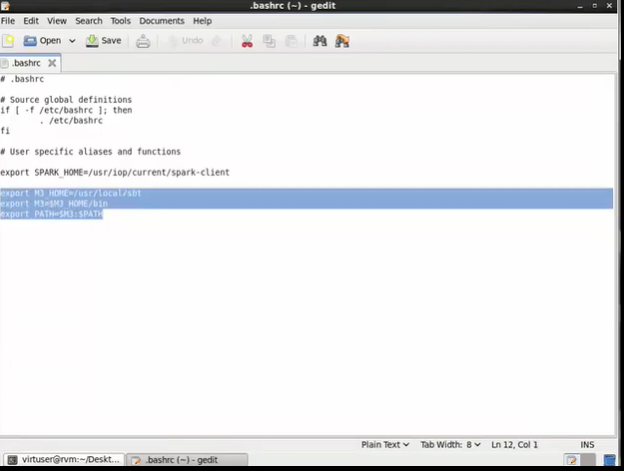 .bashrc (~) - gedit
File Edit View Search Tools Documents Help
Open Save Undo
.bashrc
# .bashrc
# Source global definitions
if [ -f /etc/bashrc ]; then
. /etc/bashrc
fi
# User specific aliases and functions
export SPARK_HOME=/usr/iop/current/spark-client
export M3_HOME=/usr/local/sbt
export M3=$M3_HOME/bin
export PATH=$M3:$PATH
Plain Text Tab Width: 8 Ln 12, Col 1 INS
virtuser@rvm:~/Deskt... .bashrc (~) - gedit